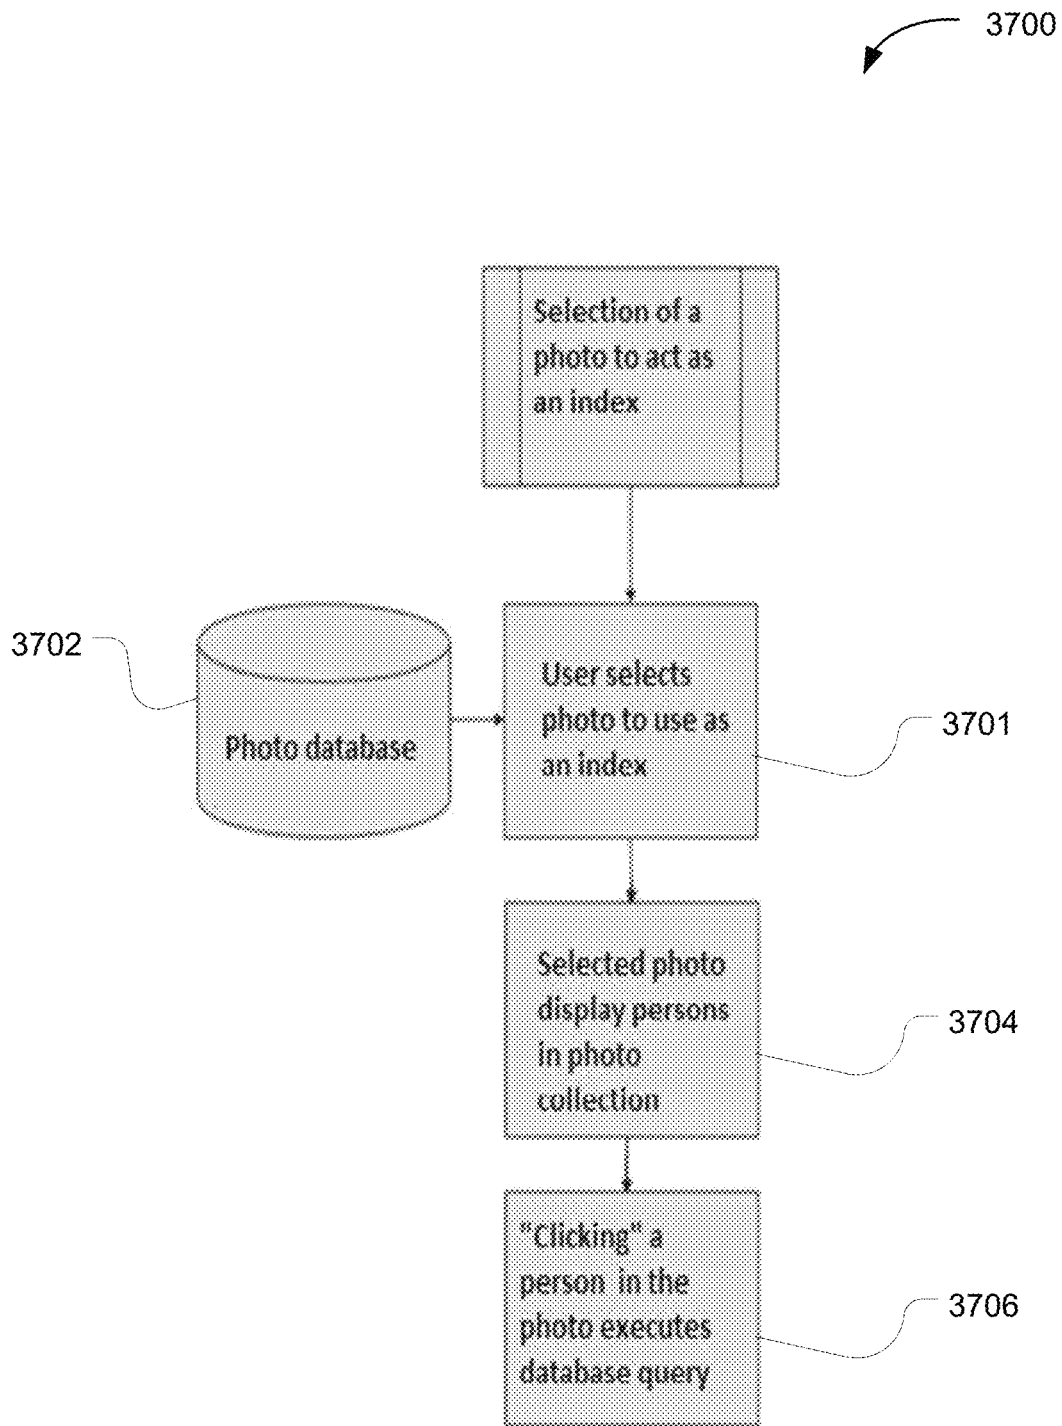 3700
Selection of a
photo to act as
an index
3702
Photo database
User selects
photo to use as
an index
3701
Selected photo
display persons
in photo
collection
3704
"Clicking" a
person in the
photo executes
database query
3706